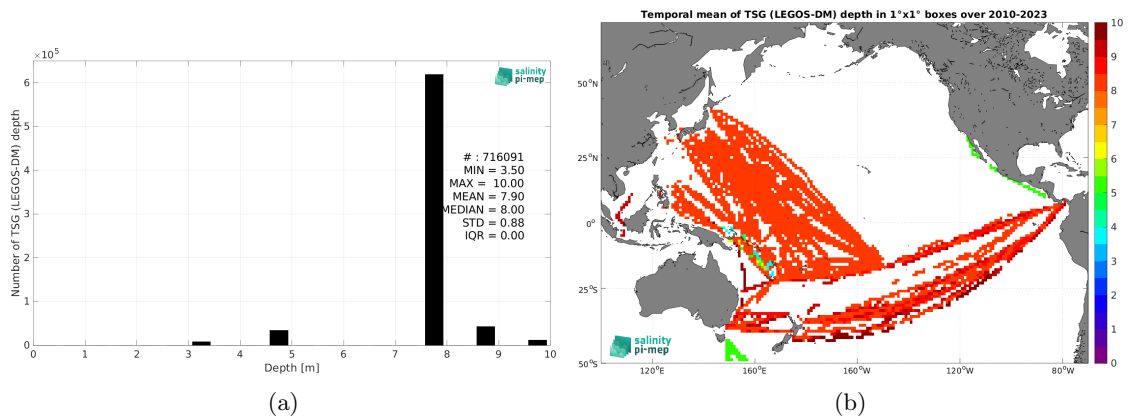 ×10⁵
6
5
4
3
2
1
0
Number of TSG (LEGOS-DM) depth
salinity
pi-mep
# : 716091
MIN = 3.50
MAX = 10.00
MEAN = 7.90
MEDIAN = 8.00
STD = 0.88
IQR = 0.00
0 1 2 3 4 5 6 7 8 9 10
Depth [m]
(a)
Temporal mean of TSG (LEGOS-DM) depth in 1°x1° boxes over 2010-2023
50°N
25°N
0°
25°S
50°S
salinity
pi-mep
120°E 160°E 160°W 120°W 80°W
10
9
8
7
6
5
4
3
2
1
0
(b)